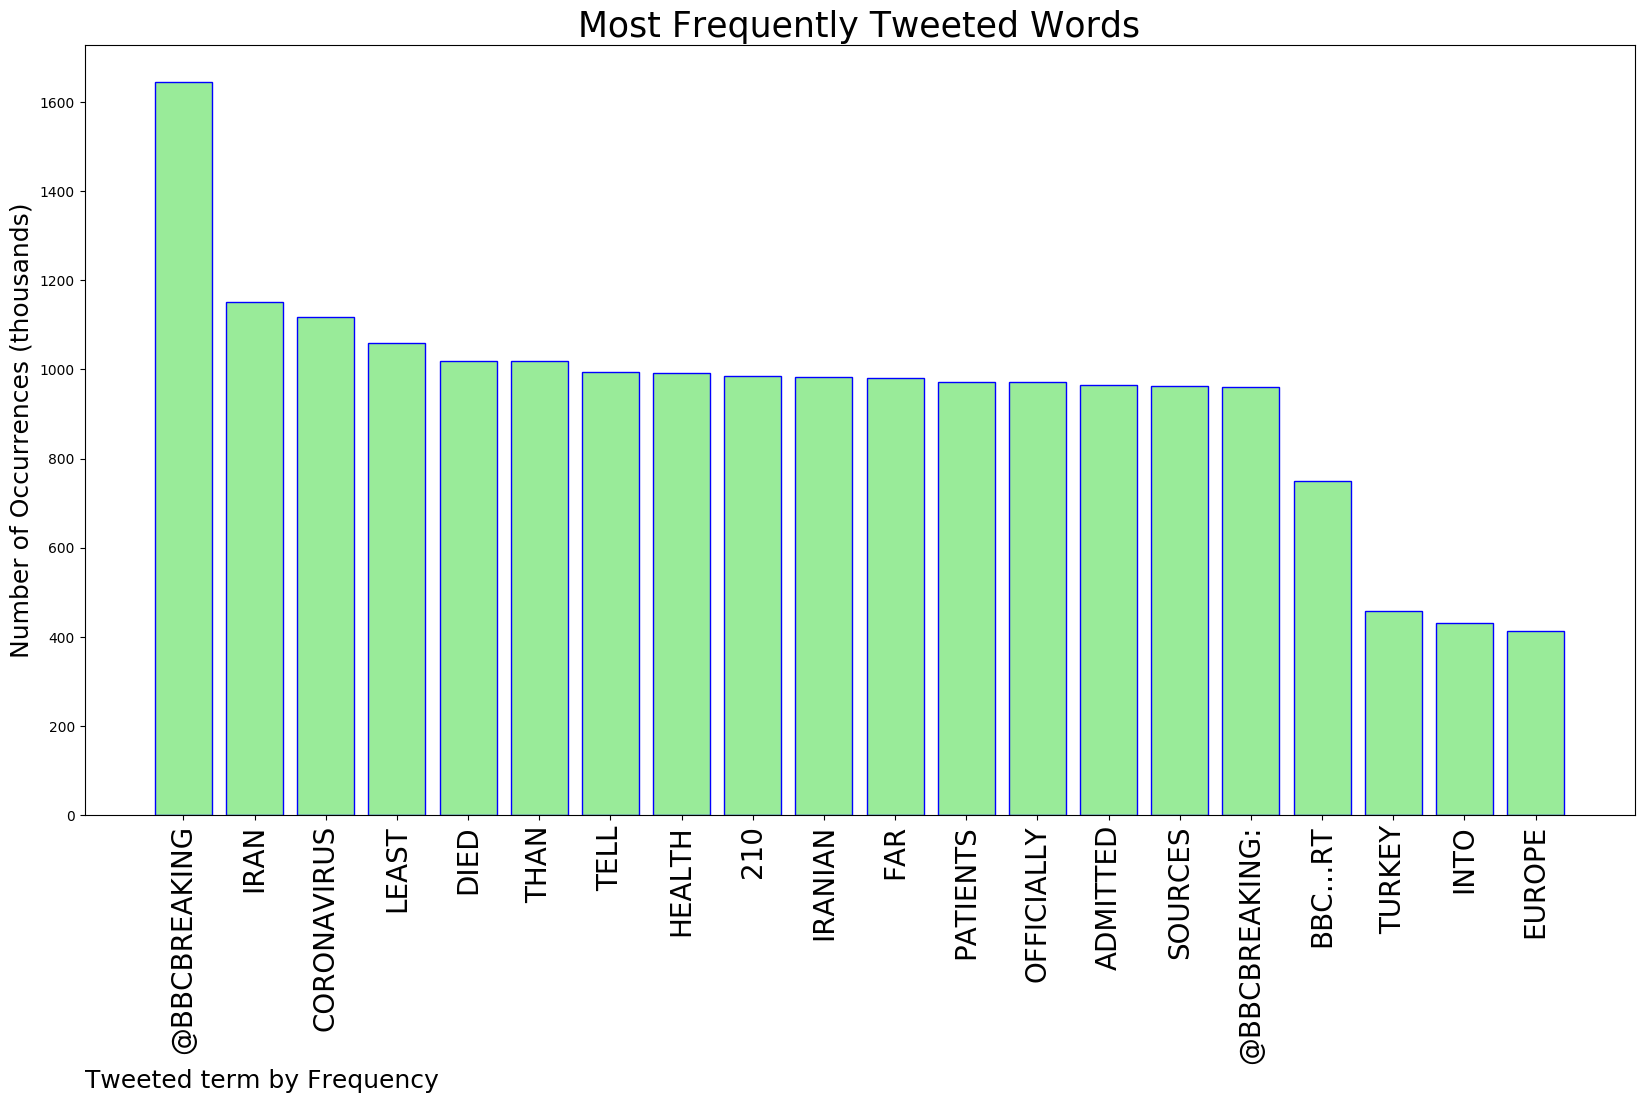 Most Frequently Tweeted Words
Number of Occurrences (thousands)
1600
1400
1200
1000
800
600
400
200
0
@BBCBREAKING
IRAN
CORONAVIRUS
LEAST
DIED
THAN
TELL
HEALTH
210
IRANIAN
FAR
PATIENTS
OFFICIALLY
ADMITTED
SOURCES
@BBCBREAKING:
BBC...RT
TURKEY
INTO
EUROPE
Tweeted term by Frequency